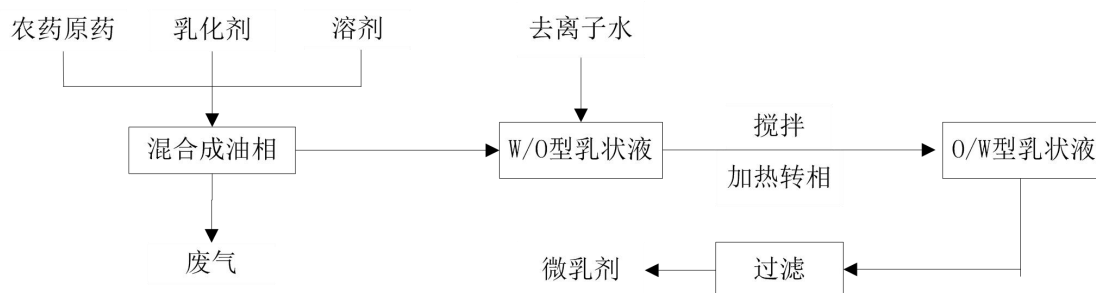 农药原药 乳化剂 溶剂 去离子水
混合成油相
W/O型乳状液
搅拌
加热转相
O/W型乳状液
废气
微乳剂
过滤